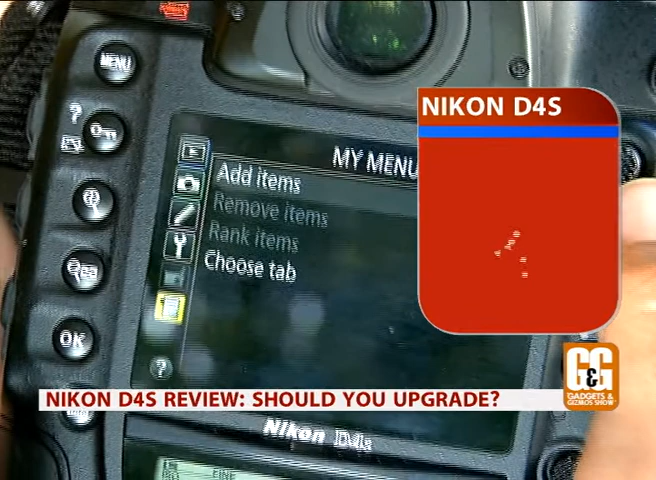 MENU
?
MY MENU
Add items
Remove items
Rank items
Choose tab
OK
?
NIKON D4S
G&G
GADGETS &
GIZMOS SHOW
NIKON D4S REVIEW: SHOULD YOU UPGRADE?
Nikon D4s
FINE